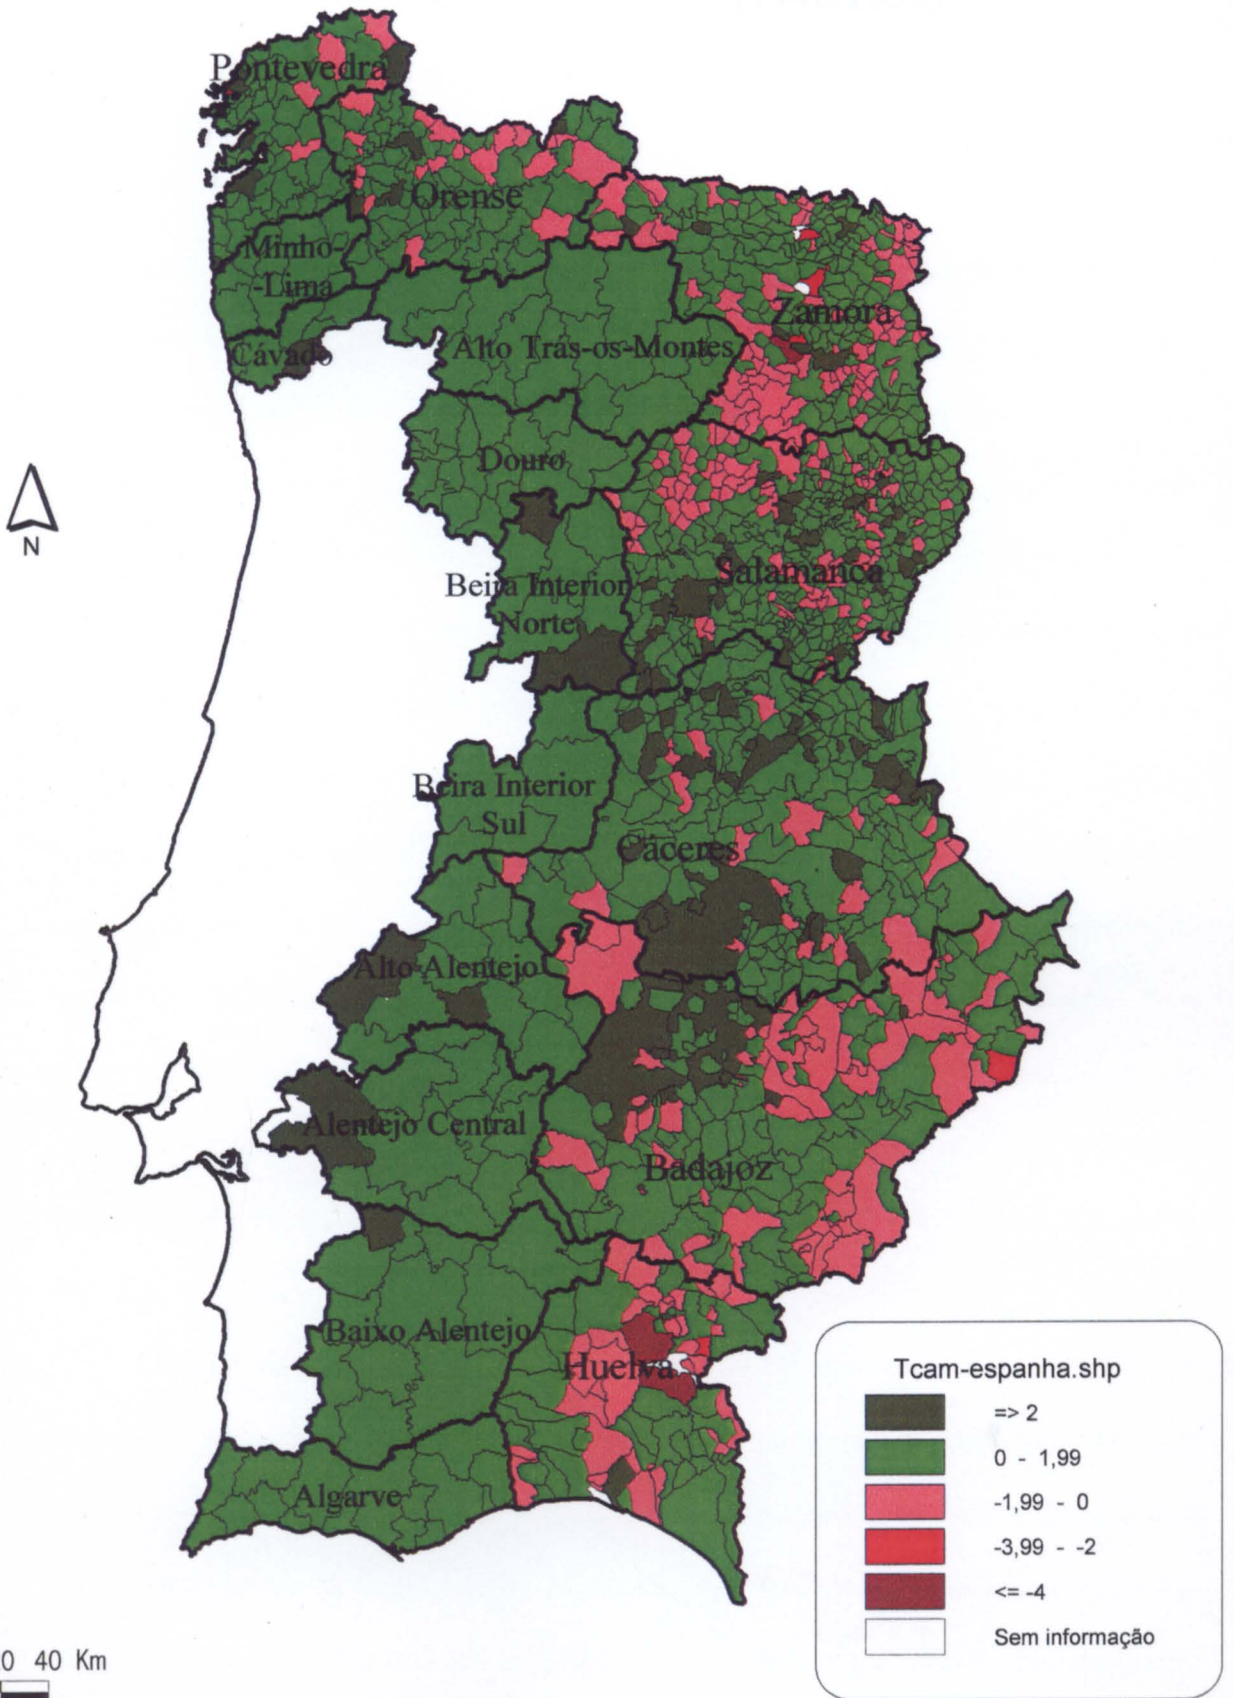 Pontevedra
Orense
Minho-
-Lima
Zamora
Cávado
Alto Trás-os-Montes
Douro
N
Salamanca
Beira Interior
Norte
Beira Interior
Sul
Cáceres
Alto Alentejo
Alentejo Central
Badajoz
Baixo Alentejo
Huelva
Algarve
Tcam-espanha.shp
=> 2
0 - 1,99
-1,99 - 0
-3,99 - -2
<= -4
Sem informação
0 40 Km